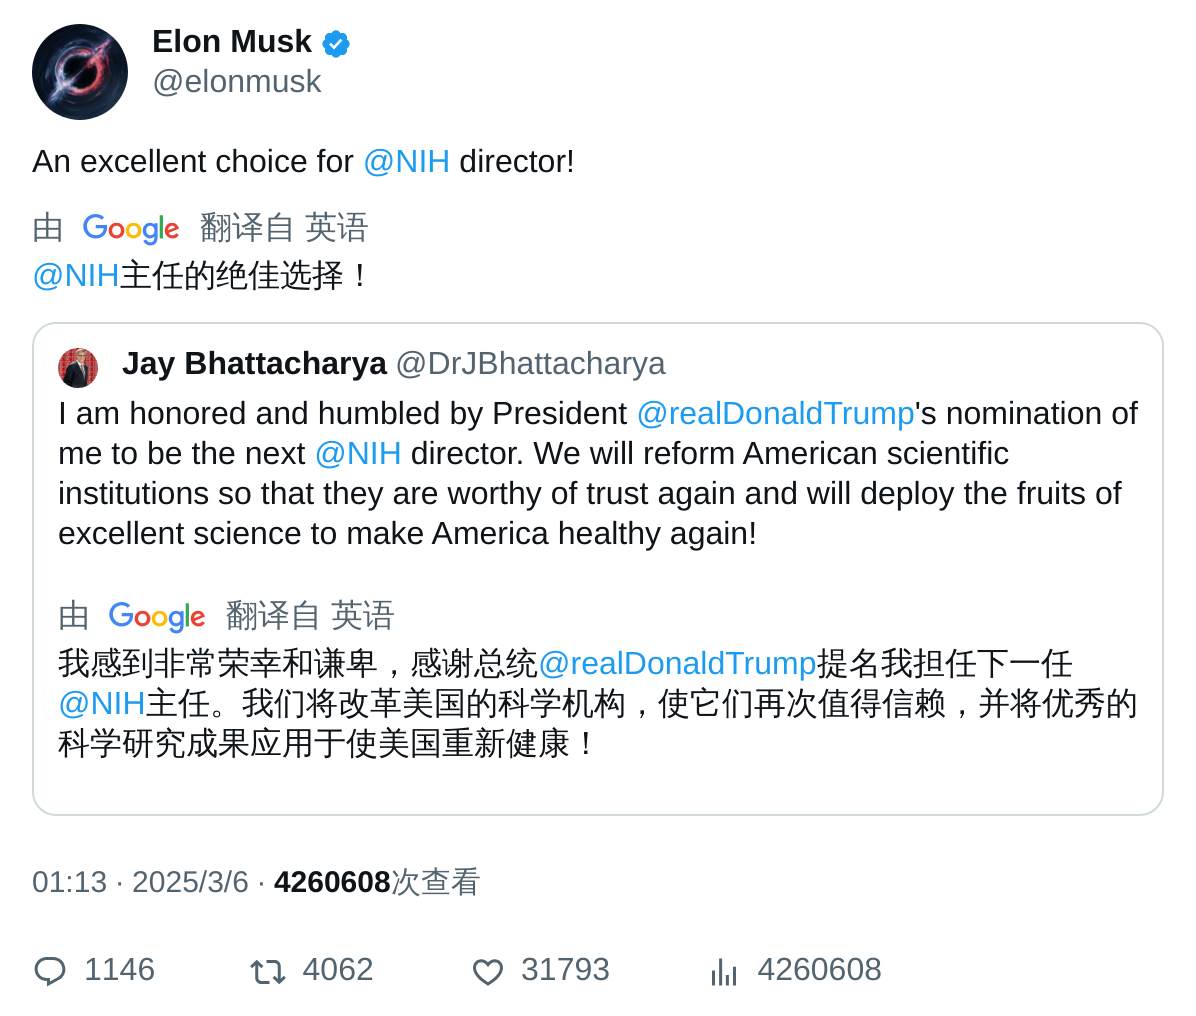 Elon Musk
@elonmusk
An excellent choice for @NIH director!
由 Google 翻译自 英语
@NIH主任的绝佳选择！
Jay Bhattacharya @DrJBhattacharya
I am honored and humbled by President @realDonaldTrump's nomination of
me to be the next @NIH director. We will reform American scientific
institutions so that they are worthy of trust again and will deploy the fruits of
excellent science to make America healthy again!
由 Google 翻译自 英语
我感到非常荣幸和谦卑，感谢总统@realDonaldTrump提名我担任下一任
@NIH主任。我们将改革美国的科学机构，使它们再次值得信赖，并将优秀的
科学研究成果应用于使美国重新健康！
01:13 · 2025/3/6 · 4260608次查看
1146 4062 31793 4260608